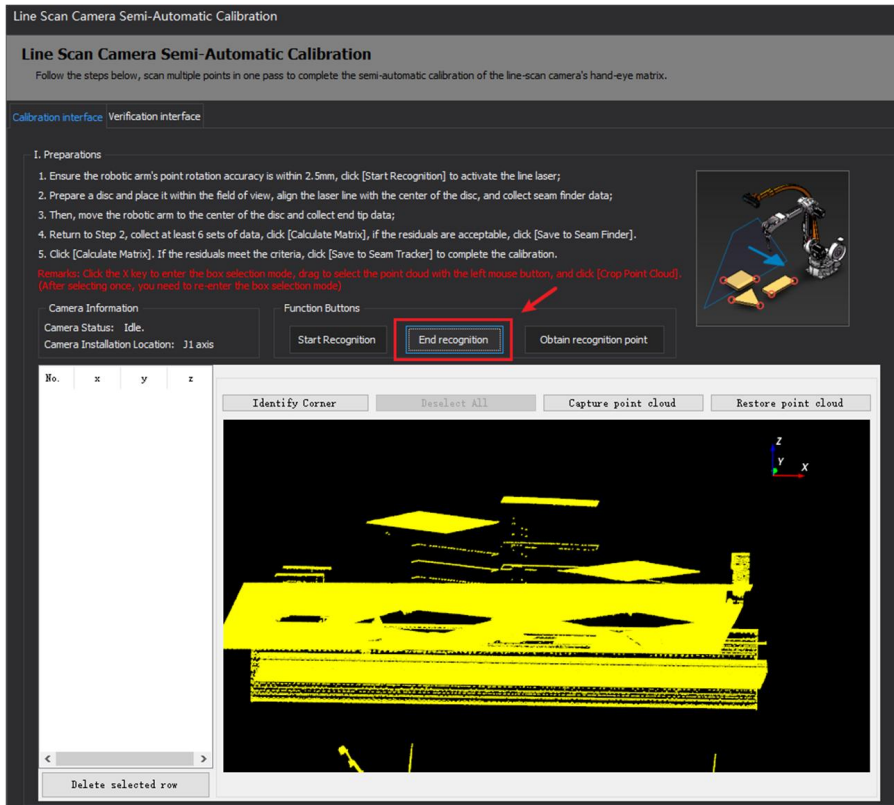 Line Scan Camera Semi-Automatic Calibration
Line Scan Camera Semi-Automatic Calibration
Follow the steps below, scan multiple points in one pass to complete the semi-automatic calibration of the line-scan camera's hand-eye matrix.
Calibration interface Verification interface
I. Preparations
1. Ensure the robotic arm's point rotation accuracy is within 2.5mm, click [Start Recognition] to activate the line laser;
2. Prepare a disc and place it within the field of view, align the laser line with the center of the disc, and collect seam finder data;
3. Then, move the robotic arm to the center of the disc and collect end tip data;
4. Return to Step 2, collect at least 6 sets of data, click [Calculate Matrix], if the residuals are acceptable, click [Save to Seam Finder].
5. Click [Calculate Matrix]. If the residuals meet the criteria, click [Save to Seam Tracker] to complete the calibration.
Remarks: Click the X key to enter the box selection mode, drag to select the point cloud with the left mouse button, and click [Crop Point Cloud].
(After selecting once, you need to re-enter the box selection mode)
Camera Information
Camera Status: Idle.
Camera Installation Location: J1 axis
Function Buttons
Start Recognition End recognition Obtain recognition point
No. x y z
Identify Corner Deselect All Capture point cloud Restore point cloud
Z
Y X
< >
Delete selected row